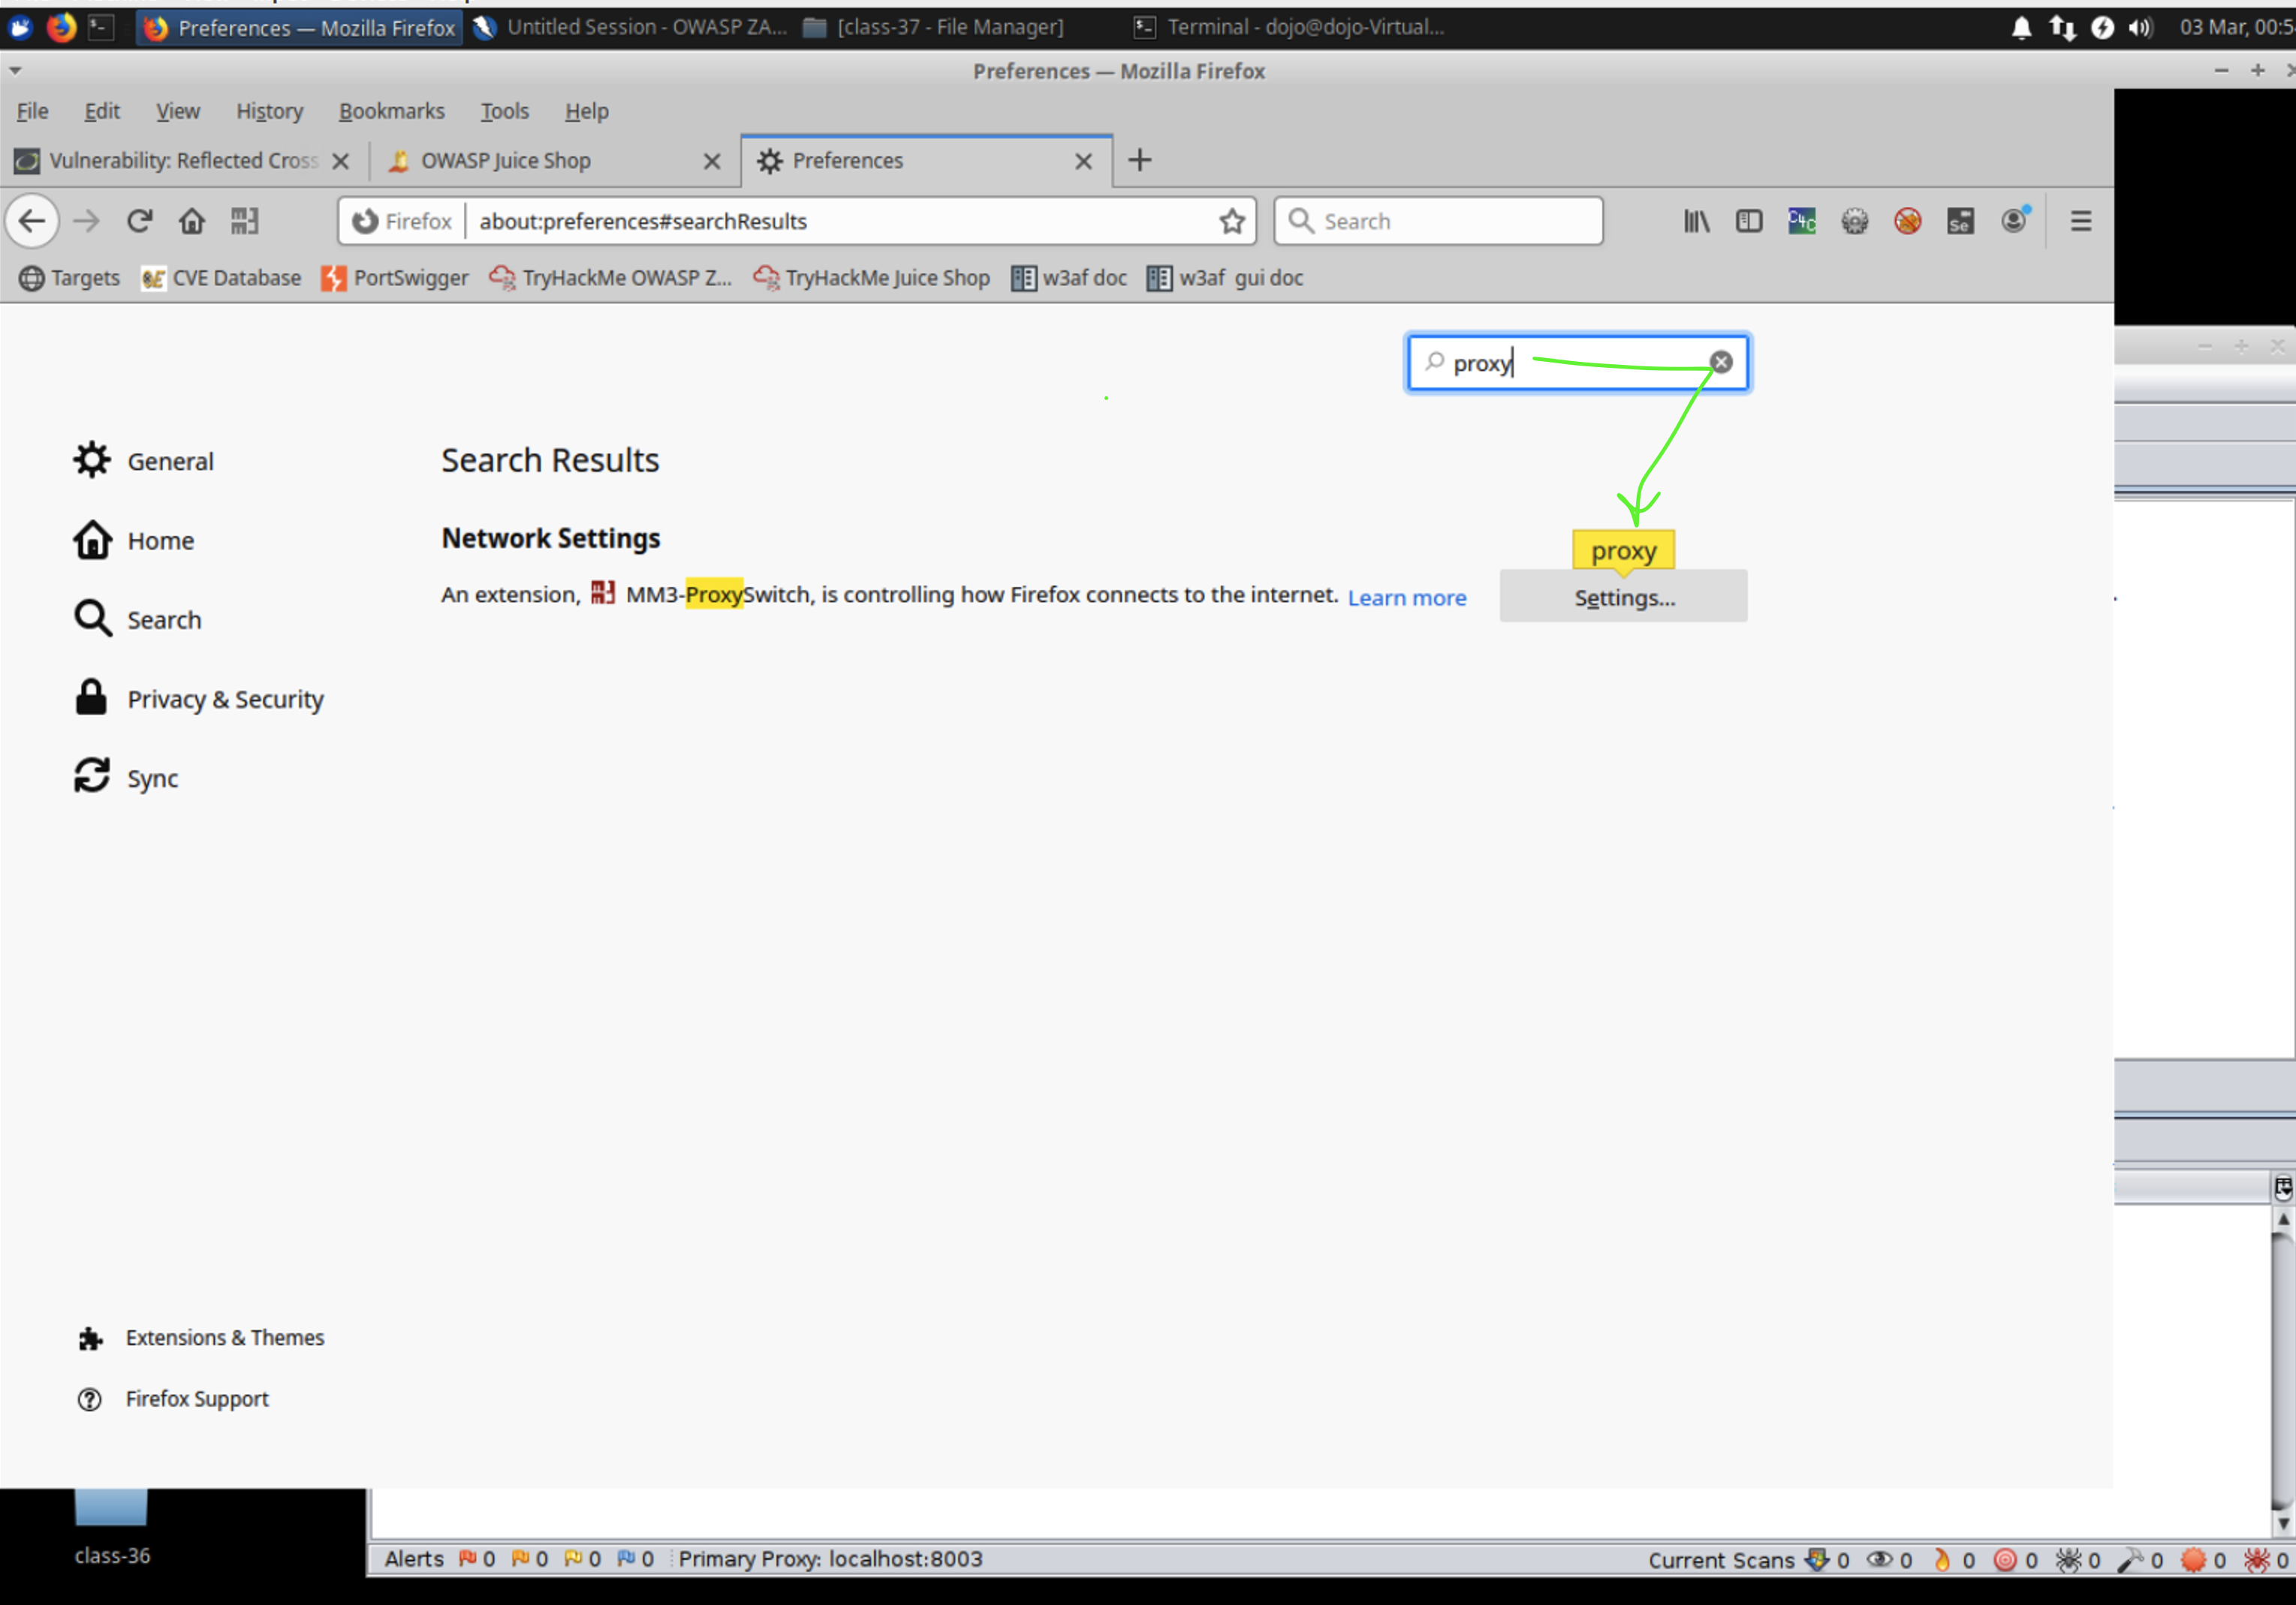 Preferences — Mozilla Firefox
Untitled Session - OWASP ZA...
[class-37 - File Manager]
Terminal - dojo@dojo-Virtual...
03 Mar, 00:5
Preferences — Mozilla Firefox
File Edit View History Bookmarks Tools Help
Vulnerability: Reflected Cross
OWASP Juice Shop
Preferences
Firefox
about:preferences#searchResults
Search
Targets
CVE Database
PortSwigger
TryHackMe OWASP Z...
TryHackMe Juice Shop
w3af doc
w3af gui doc
proxy
General
Home
Search
Privacy & Security
Sync
Search Results
Network Settings
proxy
An extension, MM3-ProxySwitch, is controlling how Firefox connects to the internet. Learn more
Settings...
Extensions & Themes
Firefox Support
class-36
Alerts 0 0 0 0 Primary Proxy: localhost:8003
Current Scans 0 0 0 0 0 0 0 0